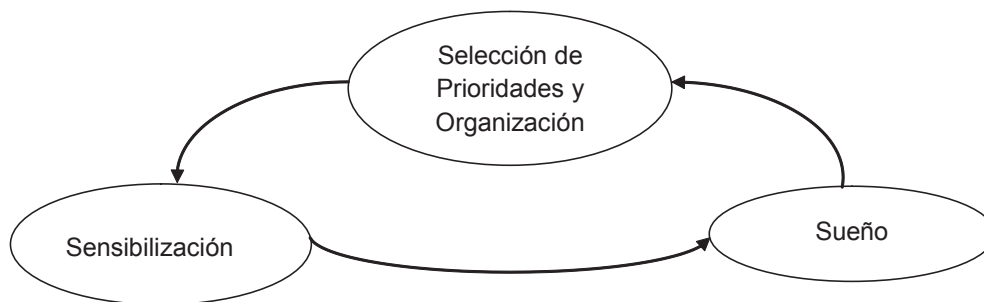 Selección de
Prioridades y
Organización
Sensibilización
Sueño